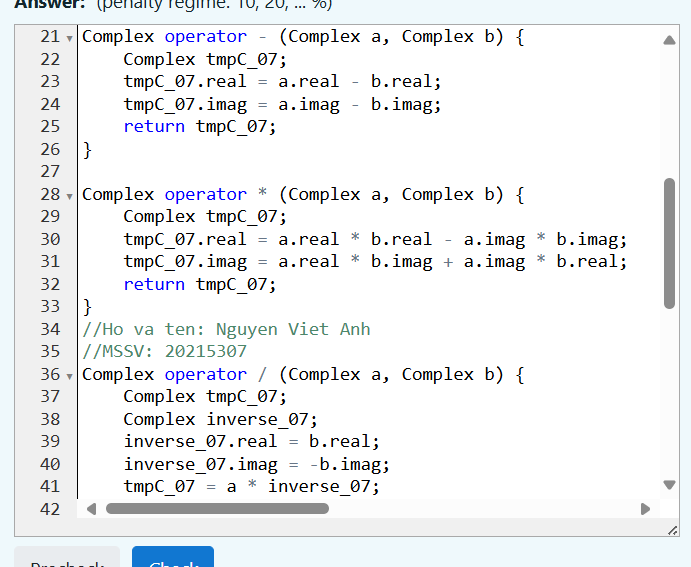 Answer: (penalty regime: 10, 20, ... %)
21 Complex operator - (Complex a, Complex b) {
22     Complex tmpC_07;
23     tmpC_07.real = a.real - b.real;
24     tmpC_07.imag = a.imag - b.imag;
25     return tmpC_07;
26 }
27
28 Complex operator * (Complex a, Complex b) {
29     Complex tmpC_07;
30     tmpC_07.real = a.real * b.real - a.imag * b.imag;
31     tmpC_07.imag = a.real * b.imag + a.imag * b.real;
32     return tmpC_07;
33 }
34 //Ho va ten: Nguyen Viet Anh
35 //MSSV: 20215307
36 Complex operator / (Complex a, Complex b) {
37     Complex tmpC_07;
38     Complex inverse_07;
39     inverse_07.real = b.real;
40     inverse_07.imag = -b.imag;
41     tmpC_07 = a * inverse_07;
42
Precheck Check